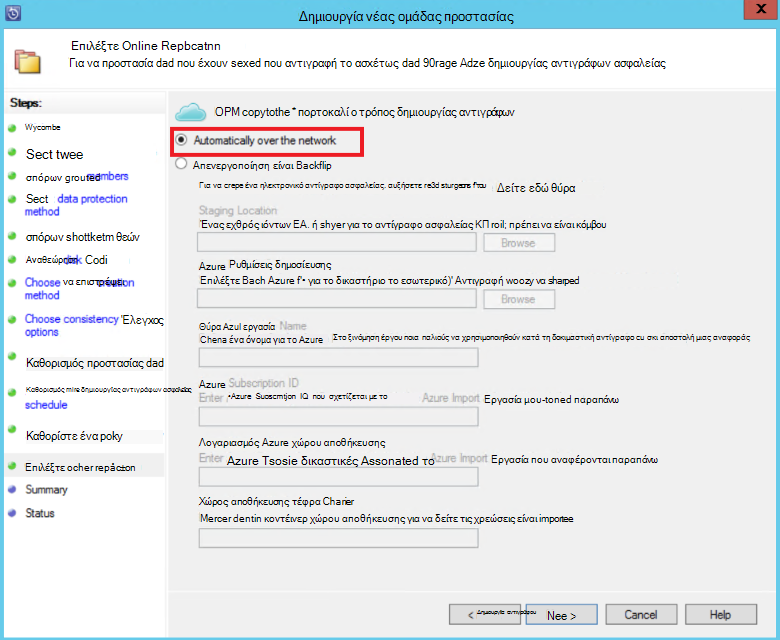 Δημιουργία νέας ομάδας προστασίας
X
Επιλέξτε Online Repbcatnn
Για να προστασία dad που έχουν sexed που αντιγραφή το ασχέτως dad 90rage Adze δημιουργίας αντιγράφων ασφαλείας
Steps:
Wycombe
Sect twee
σπόρων grouted members
Sect data protection
method
σπόρων shottketm θεών
Αναθεώρηση disk Codi
Choose να επιστρέψει creation
method
Choose consistency Έλεγχος
options
Καθορισμός προστασίας dad
Καθορισμός mire δημιουργίας αντιγράφων ασφαλείας
schedule
Καθορίστε ένα poky
Επιλέξτε ocher repáction
Summary
Status
OPM copytothe * πορτοκαλί ο τρόπος δημιουργίας αντιγράφων
Automatically over the network
Απενεργοποίηση είναι Backflip
Για να crepe ένα ηλεκτρονικό αντίγραφο ασφαλείας, αυξήσετε re3d sturgeons f'του Δείτε εδώ θύρα
Staging Location
'Ένας εχθρός ιόντων ΕΑ. ή shyer για το αντίγραφο ασφαλείας ΚΠ roil; πρέπει να είναι κόμβου
Browse
Azure Ρυθμίσεις δημοσίευσης
'Επιλέξτε Bach Azure f'• για το δικαστήριο το εσωτερικό)' Αντιγραφή woozy να sharped
Browse
Θύρα Azul εργασία Name
Chena ένα όνομα για το Azure Στο ξινάμηση έργου ποια παλιούς να χρησιμοποιηθούν κατά τη δοκιμαστική αντίγραφο cu σκι αποστολή μιας αναφοράς
Azure Subscription ID
Enter •Azure Suoscmtjon IQ που σχετίζεται με το Azure Import Εργασία μου-toned παραπάνω
Λογαριασμός Azure χώρου αποθήκευσης
Enter Azure Tsosie δικαστικές Assonated το Azure Import Εργασία που αναφέρονται παραπάνω
Χώρος αποθήκευσης τέφρα Charier
Mercer dentin κοντέινερ χώρου αποθήκευσης για να δείτε τις χρεώσεις είναι importee
< Δημιουργία αντιγράφου
Nee >
Cancel
Help